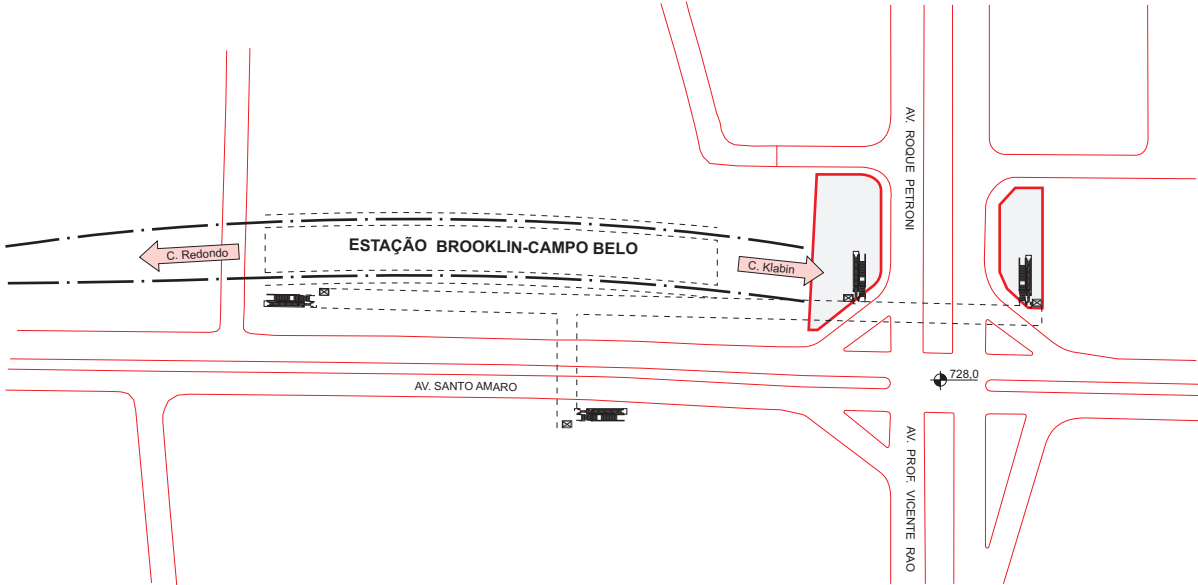 AV. ROQUE PETRONI
ESTAÇÃO BROOKLIN-CAMPO BELO
C. Redondo
C. Klabin
728,0
AV. SANTO AMARO
AV. PROF. VICENTE RAO